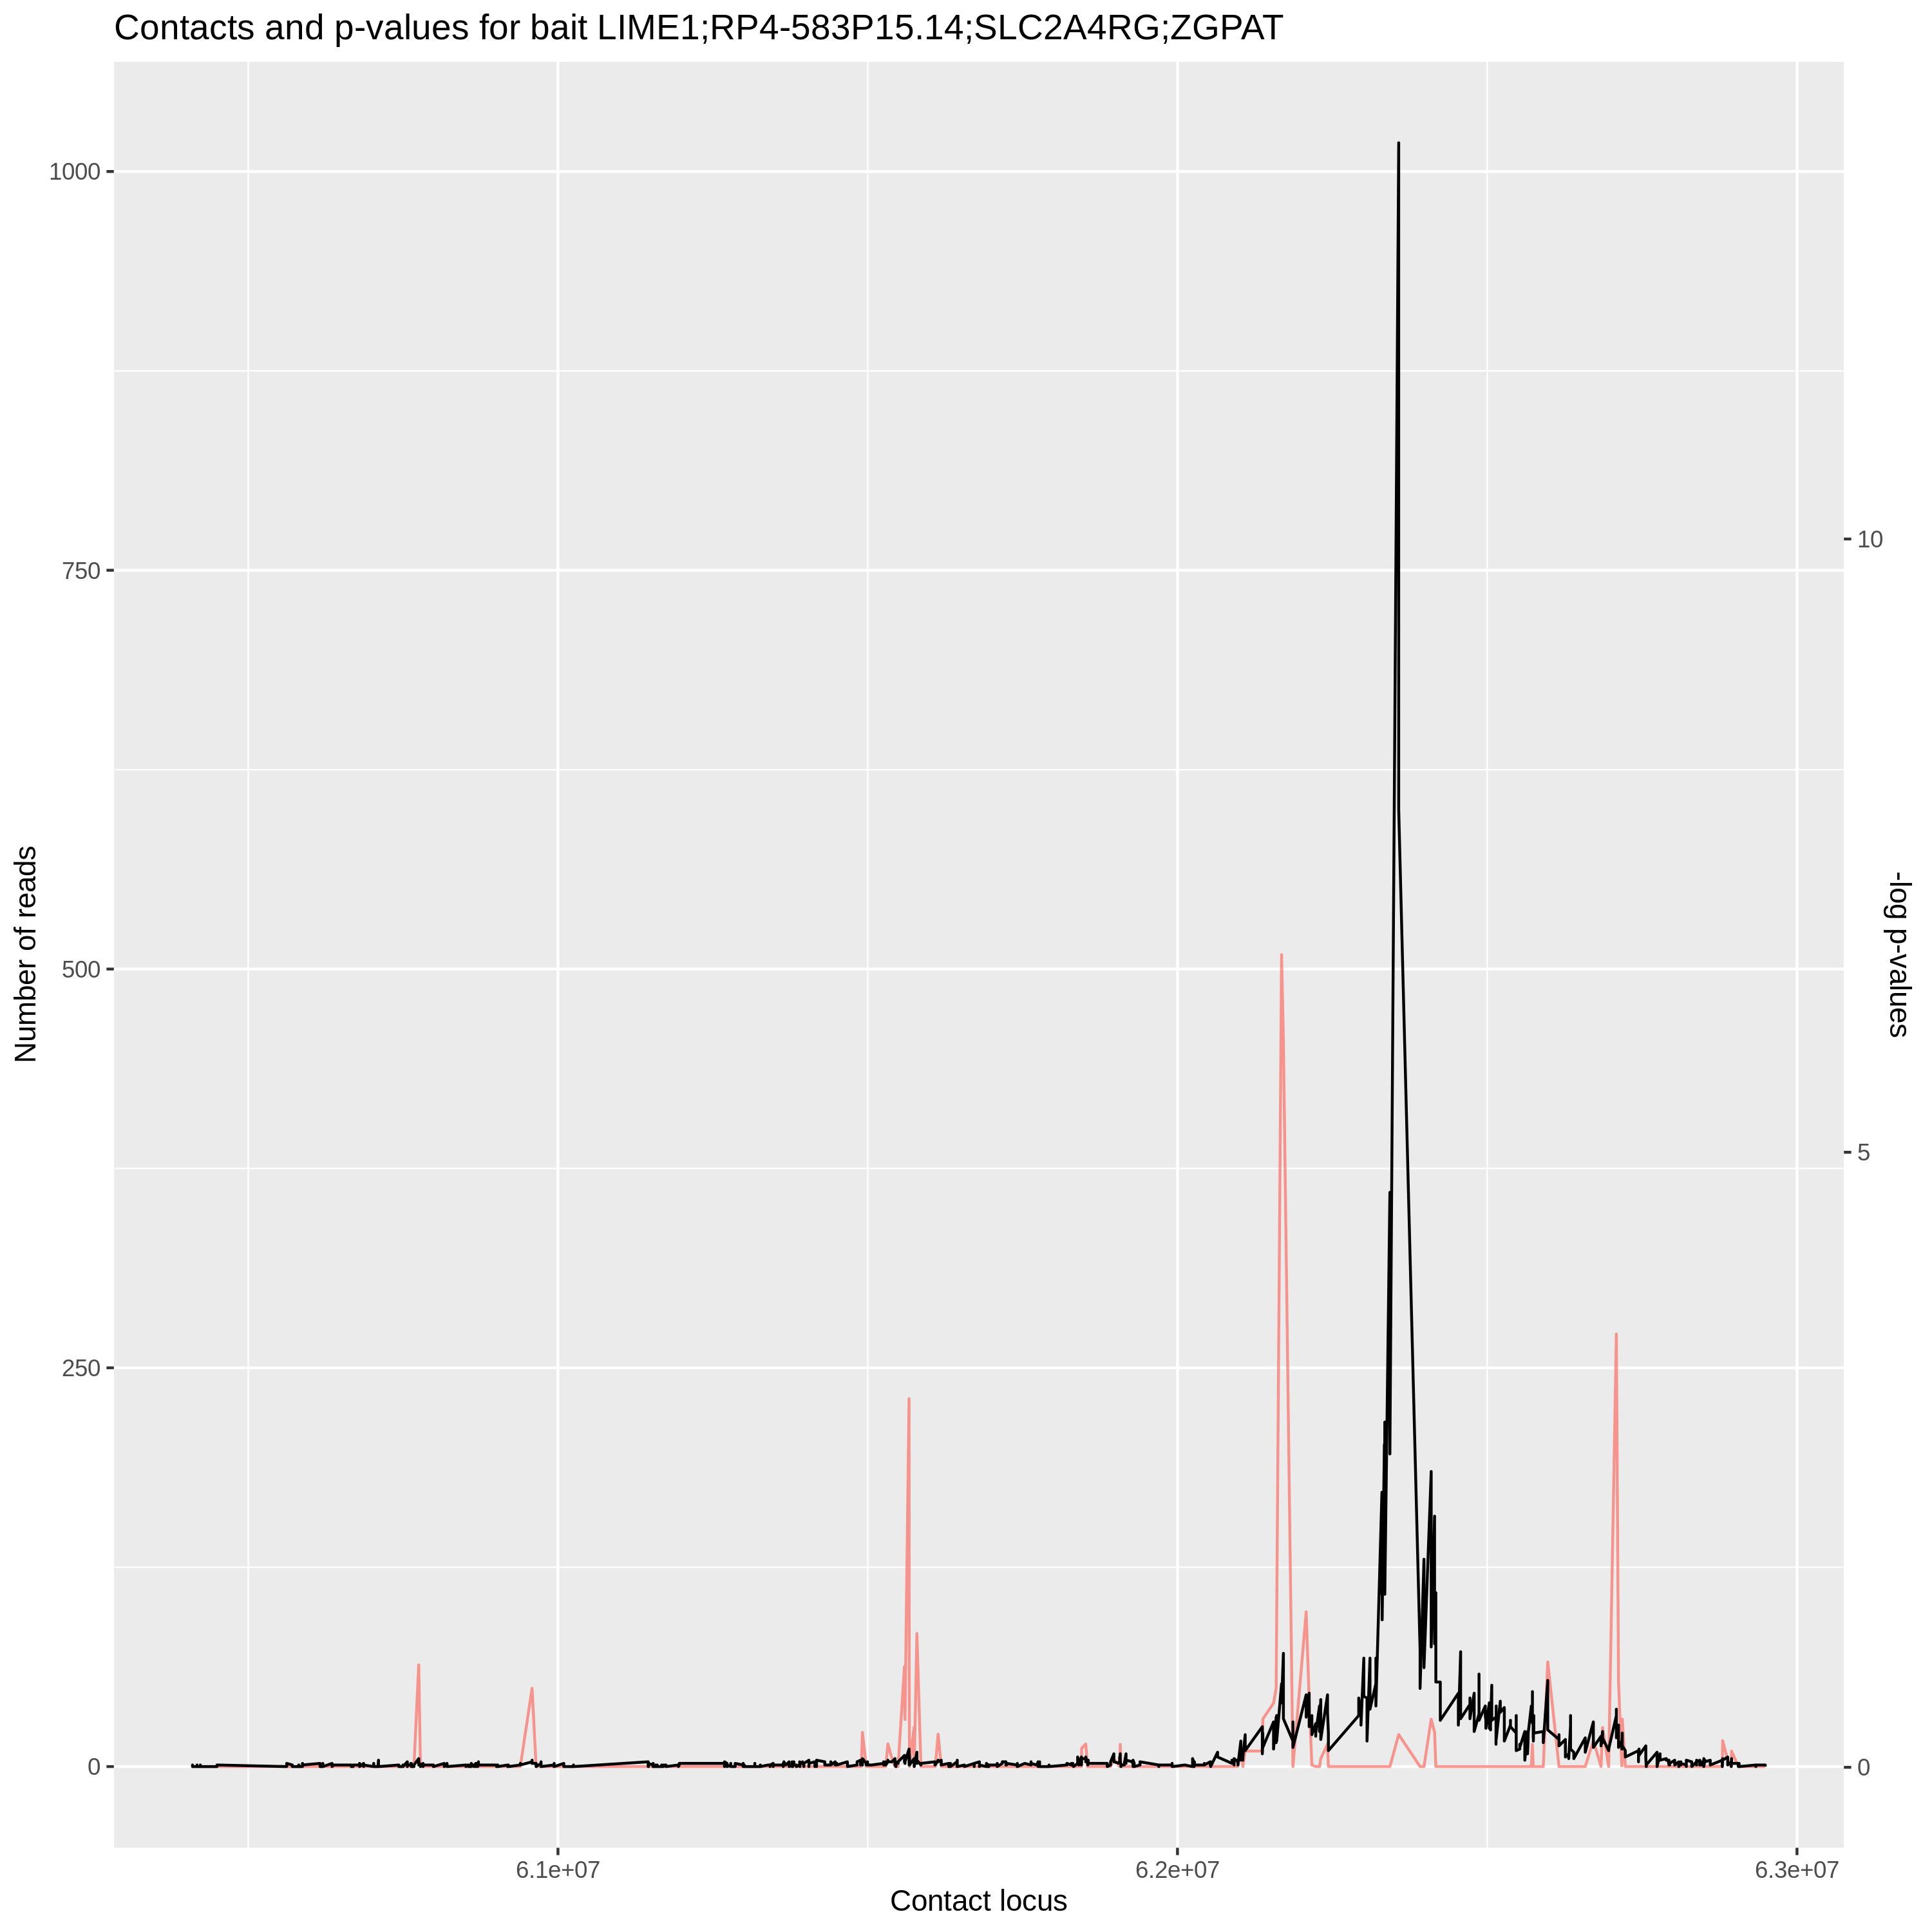 Contacts and p-values for bait LIME1;RP4-583P15.14;SLC2A4RG;ZGPAT
1000
750
500
250
0
Number of reads
10
5
0
-log p-values
6.1e+07
6.2e+07
6.3e+07
Contact locus